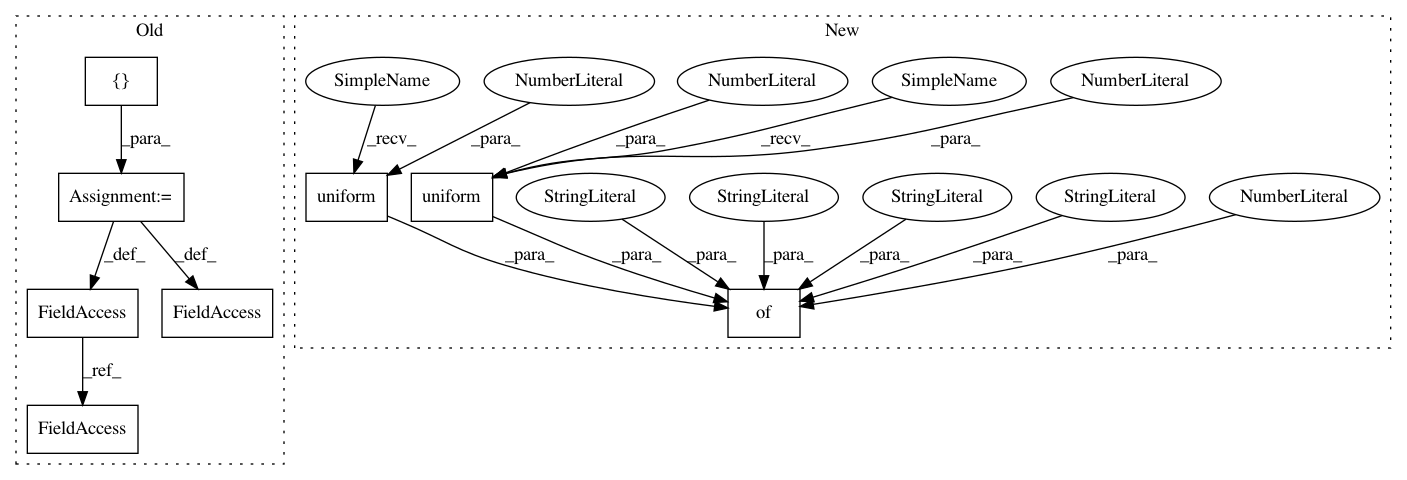 Old
New
{}
SimpleName
NumberLiteral
NumberLiteral
SimpleName
NumberLiteral
_para_
_recv_
_para_
_para_
_recv_
_para_
Assignment:=
uniform
uniform
StringLiteral
StringLiteral
StringLiteral
StringLiteral
NumberLiteral
_def_
_def_
_para_
_para_
_para_
_para_
_para_
_para_
_para_
FieldAccess
FieldAccess
of
_ref_
FieldAccess